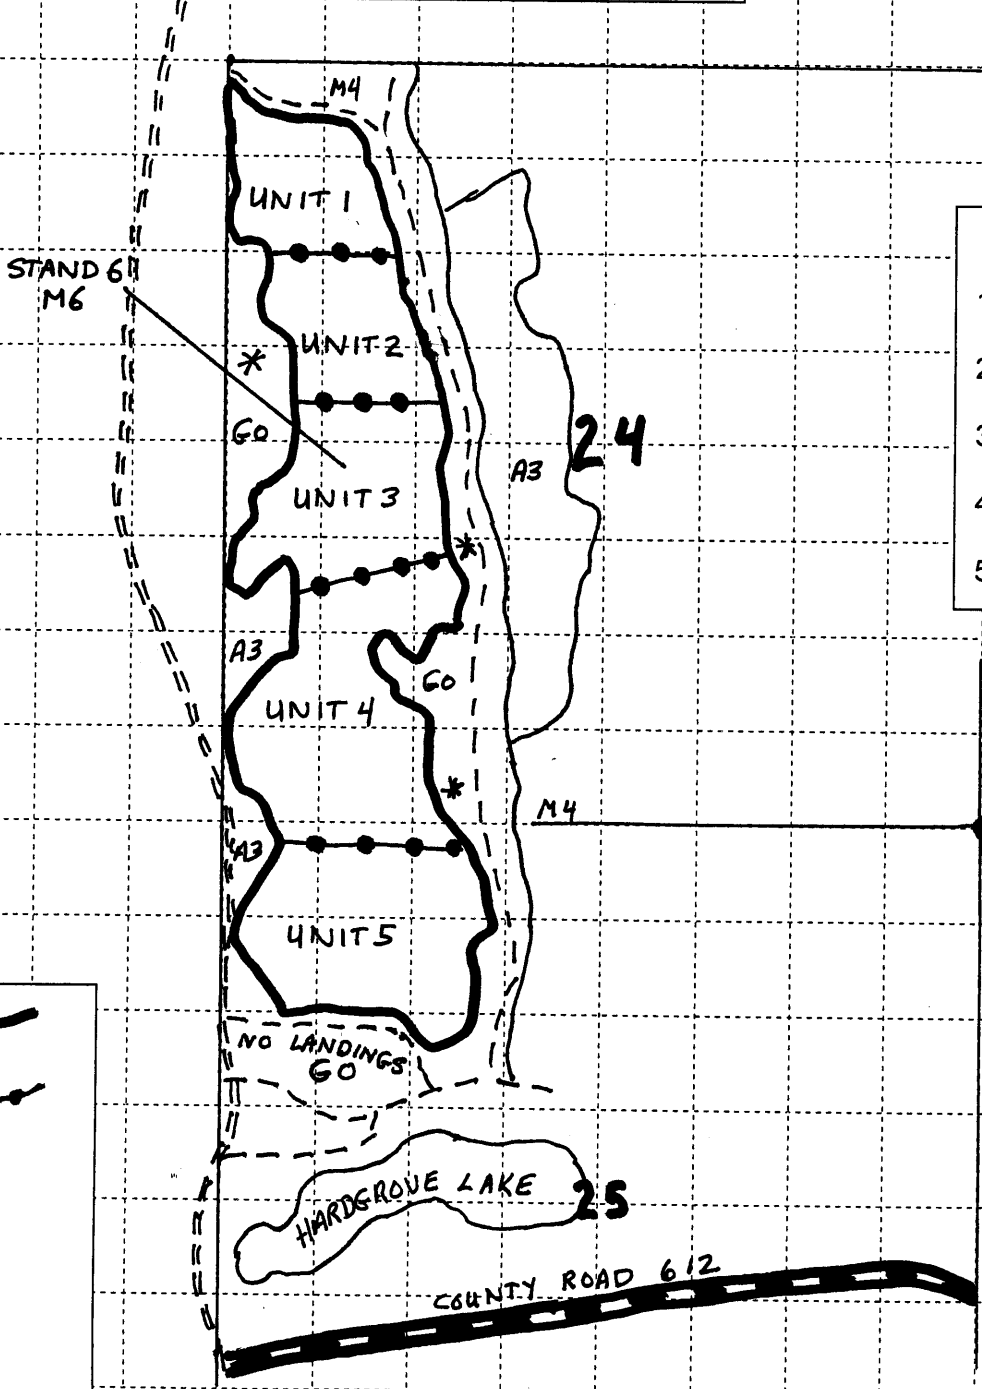 M4
UNIT 1
STAND 6
M6
UNIT 2
*
GO
24
A3
UNIT 3
*
A3
GO
UNIT 4
*
M4
A3
UNIT 5
NO LANDINGS
GO
HARDGROVE LAKE
25
COUNTY ROAD 612